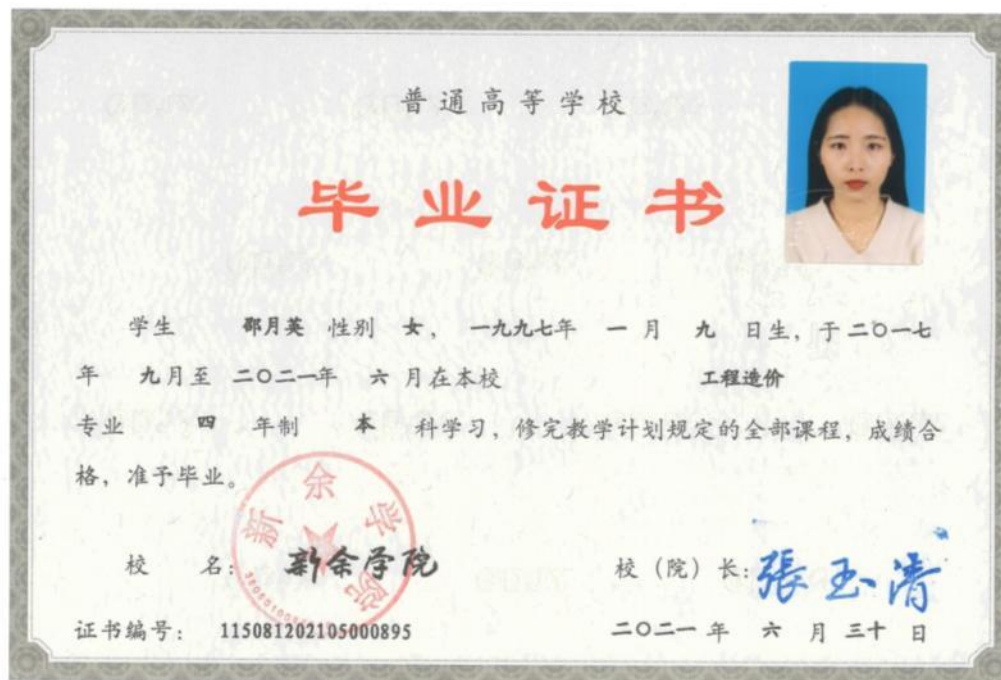 普通高等学校
毕业证书
学生 邵月英 性别 女， 一九九七年 一 月 九 日生，于二〇一七
年 九月至 二〇二一年 六 月在本校 工程造价
专业 四 年制 本 科学习，修完教学计划规定的全部课程，成绩合
格，准予毕业。
新余学院
校 名： 新余学院 校（院）长：張玉清
证书编号： 115081202105000895 二〇二一 年 六 月 三十 日